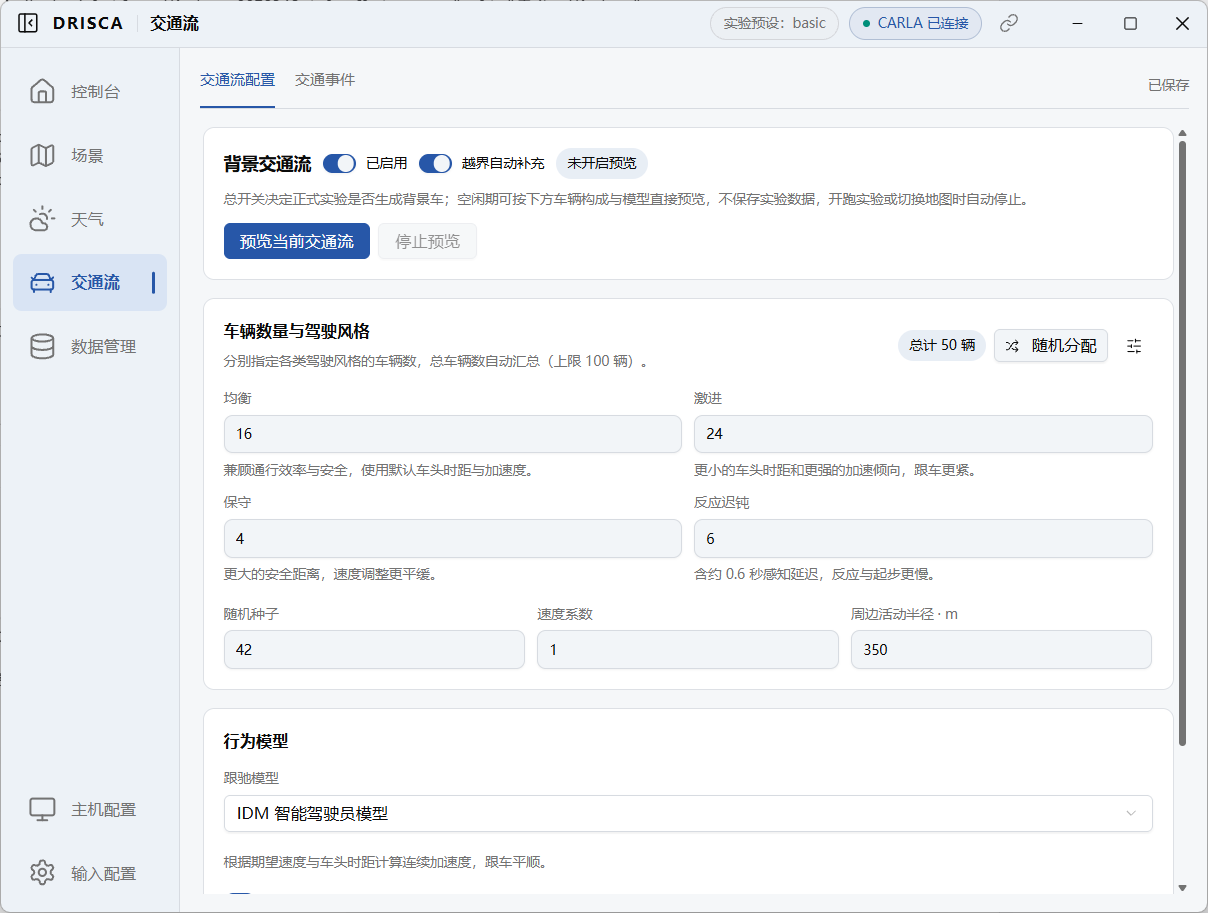 DRISCA 交通流 实验预设：basic CARLA 已连接
控制台
场景
天气
交通流
数据管理
主机配置
输入配置
交通流配置 交通事件 已保存
背景交通流 已启用 越界自动补充 未开启预览
总开关决定正式实验是否生成背景车；空闲期可按下方车辆构成与模型直接预览，不保存实验数据，开跑实验或切换地图时自动停止。
预览当前交通流 停止预览
车辆数量与驾驶风格
分别指定各类驾驶风格的车辆数，总车辆数自动汇总（上限 100 辆）。
总计 50 辆 随机分配
均衡 激进
16 24
兼顾通行效率与安全，使用默认车头时距与加速度。 更小的车头时距和更强的加速倾向，跟车更紧。
保守 反应迟钝
4 6
更大的安全距离，速度调整更平缓。 含约 0.6 秒感知延迟，反应与起步更慢。
随机种子 速度系数 周边活动半径 · m
42 1 350
行为模型
跟驰模型
IDM 智能驾驶员模型
根据期望速度与车头时距计算连续加速度，跟车平顺。